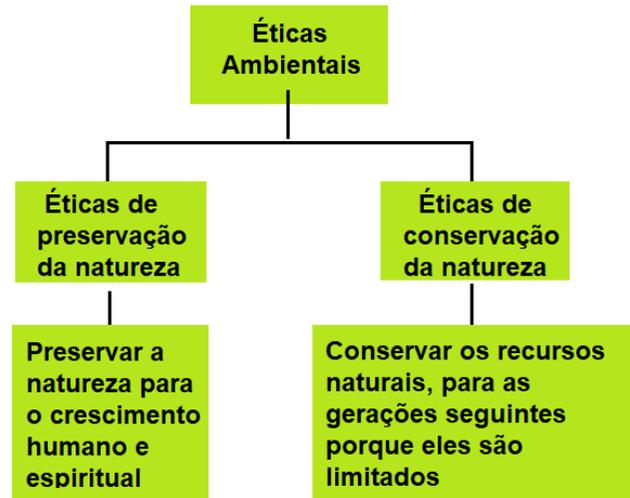 Éticas
Ambientais
Éticas de
preservação
da natureza
Éticas de
conservação
da natureza
Preservar a
natureza para
o crescimento
humano e
espiritual
Conservar os recursos
naturais, para as
gerações seguintes
porque eles são
limitados